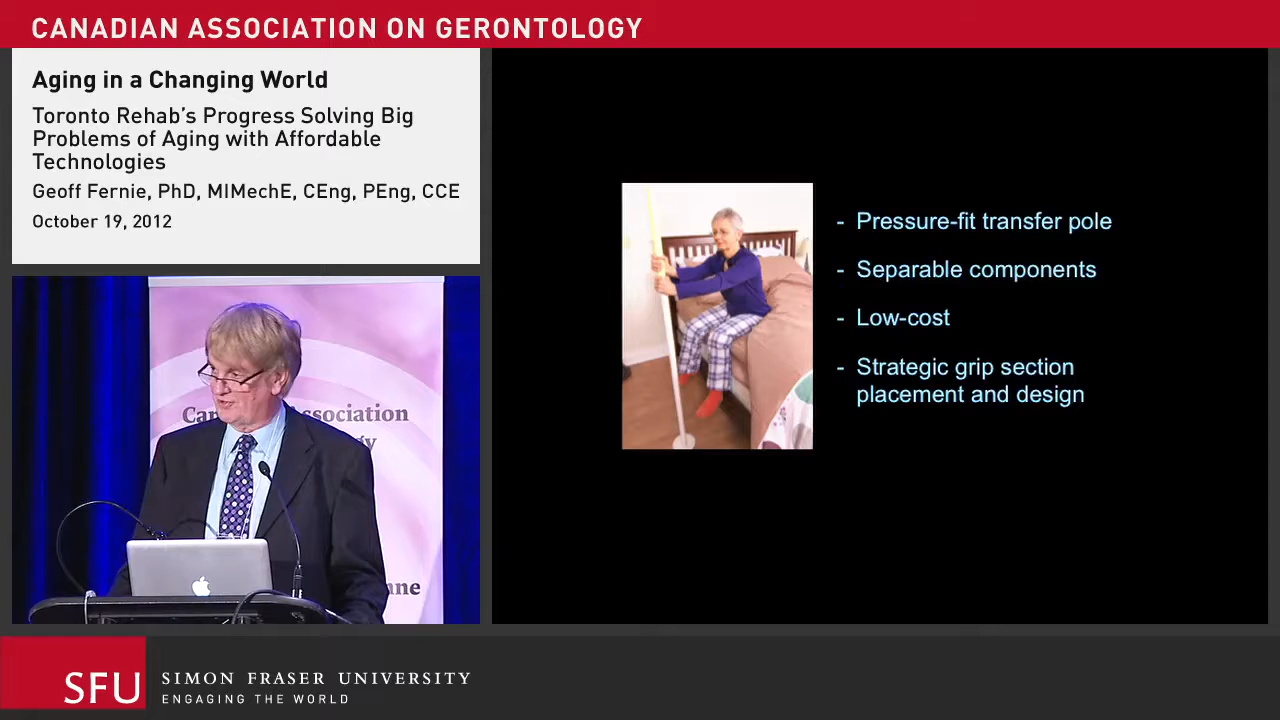 CANADIAN ASSOCIATION ON GERONTOLOGY
Aging in a Changing World
Toronto Rehab's Progress Solving Big
Problems of Aging with Affordable
Technologies
Geoff Fernie, PhD, MIMechE, CEng, PEng, CCE
October 19, 2012
- Pressure-fit transfer pole
- Separable components
- Low-cost
- Strategic grip section
placement and design
SFU
SIMON FRASER UNIVERSITY
ENGAGING THE WORLD